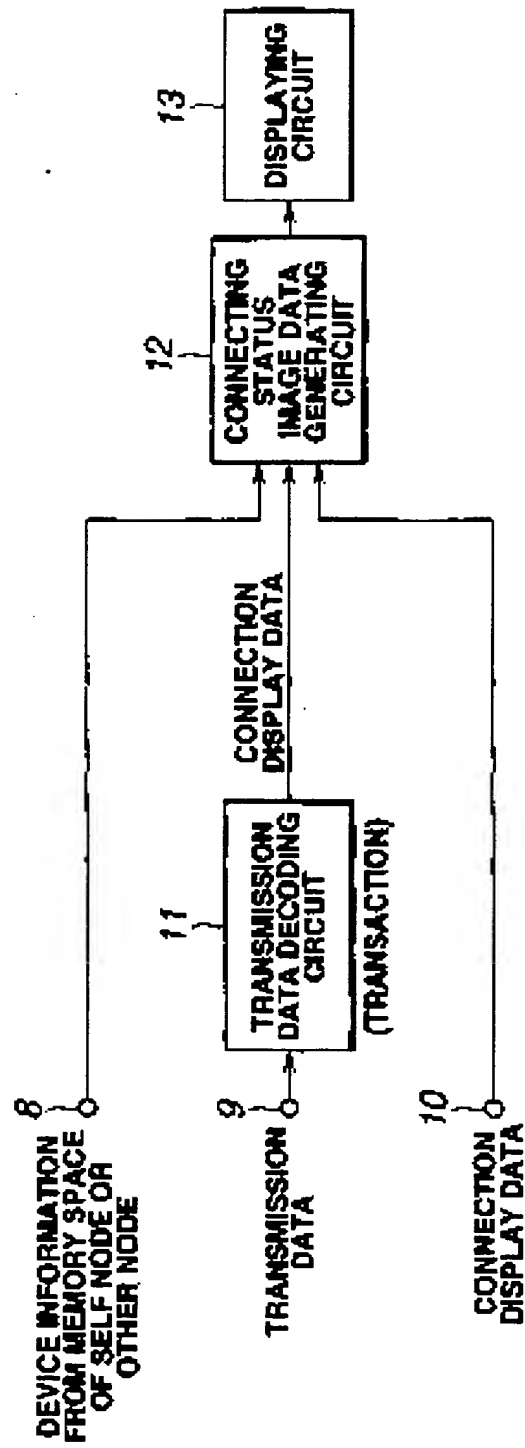 8
DEVICE INFORMATION
FROM MEMORY SPACE
OF SELF NODE OR
OTHER NODE
9
TRANSMISSION
DATA
10
CONNECTION
DISPLAY DATA
11
TRANSMISSION
DATA DECODING
CIRCUIT
(TRANSACTION)
CONNECTION
DISPLAY DATA
12
CONNECTING
STATUS
IMAGE DATA
GENERATING
CIRCUIT
13
DISPLAYING
CIRCUIT